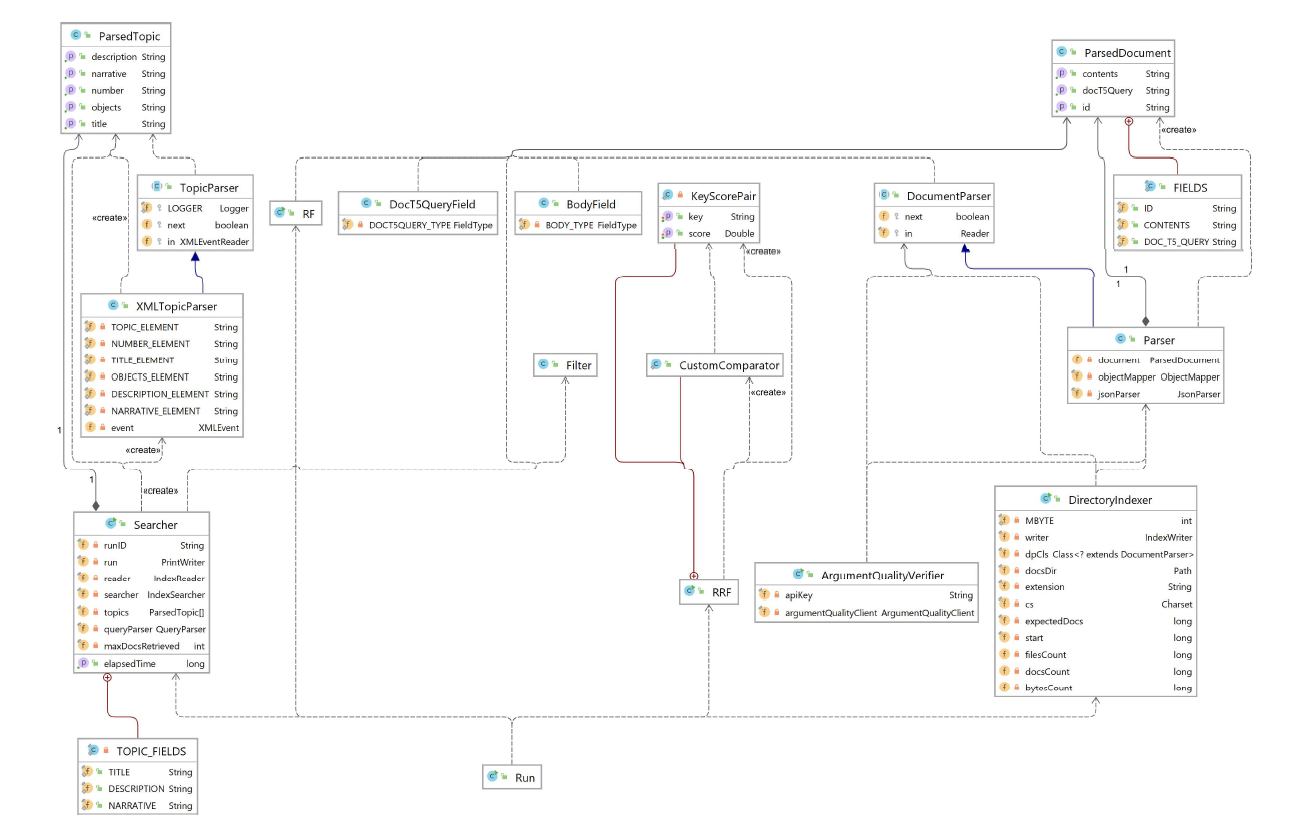 ParsedTopic
description String
narrative String
number String
objects String
title String
ParsedDocument
contents String
docT5Query String
id String
«create»
TopicParser
LOGGER Logger
next boolean
in XMLEventReader
«create»
RF
DocT5QueryField
DOCT5QUERY_TYPE FieldType
BodyField
BODY_TYPE FieldType
KeyScorePair
key String
score Double
«create»
DocumentParser
next boolean
in Reader
FIELDS
ID String
CONTENTS String
DOC_T5_QUERY String
1
1
XMLTopicParser
TOPIC_ELEMENT String
NUMBER_ELEMENT String
TITLE_ELEMENT String
OBJECTS_ELEMENT String
DESCRIPTION_ELEMENT String
NARRATIVE_ELEMENT String
event XMLEvent
Filter
CustomComparator
«create»
Parser
document ParsedDocument
objectMapper ObjectMapper
jsonParser JsonParser
1
«create»
1
«create»
Searcher
runID String
run PrintWriter
reader IndexReader
searcher IndexSearcher
topics ParsedTopic[]
queryParser QueryParser
maxDocsRetrieved int
elapsedTime long
RRF
ArgumentQualityVerifier
apiKey String
argumentQualityClient ArgumentQualityClient
DirectoryIndexer
MBYTE int
writer IndexWriter
dpCls Class<? extends DocumentParser>
docsDir Path
extension String
cs Charset
expectedDocs long
start long
filesCount long
docsCount long
bytesCount long
TOPIC_FIELDS
TITLE String
DESCRIPTION String
NARRATIVE String
Run